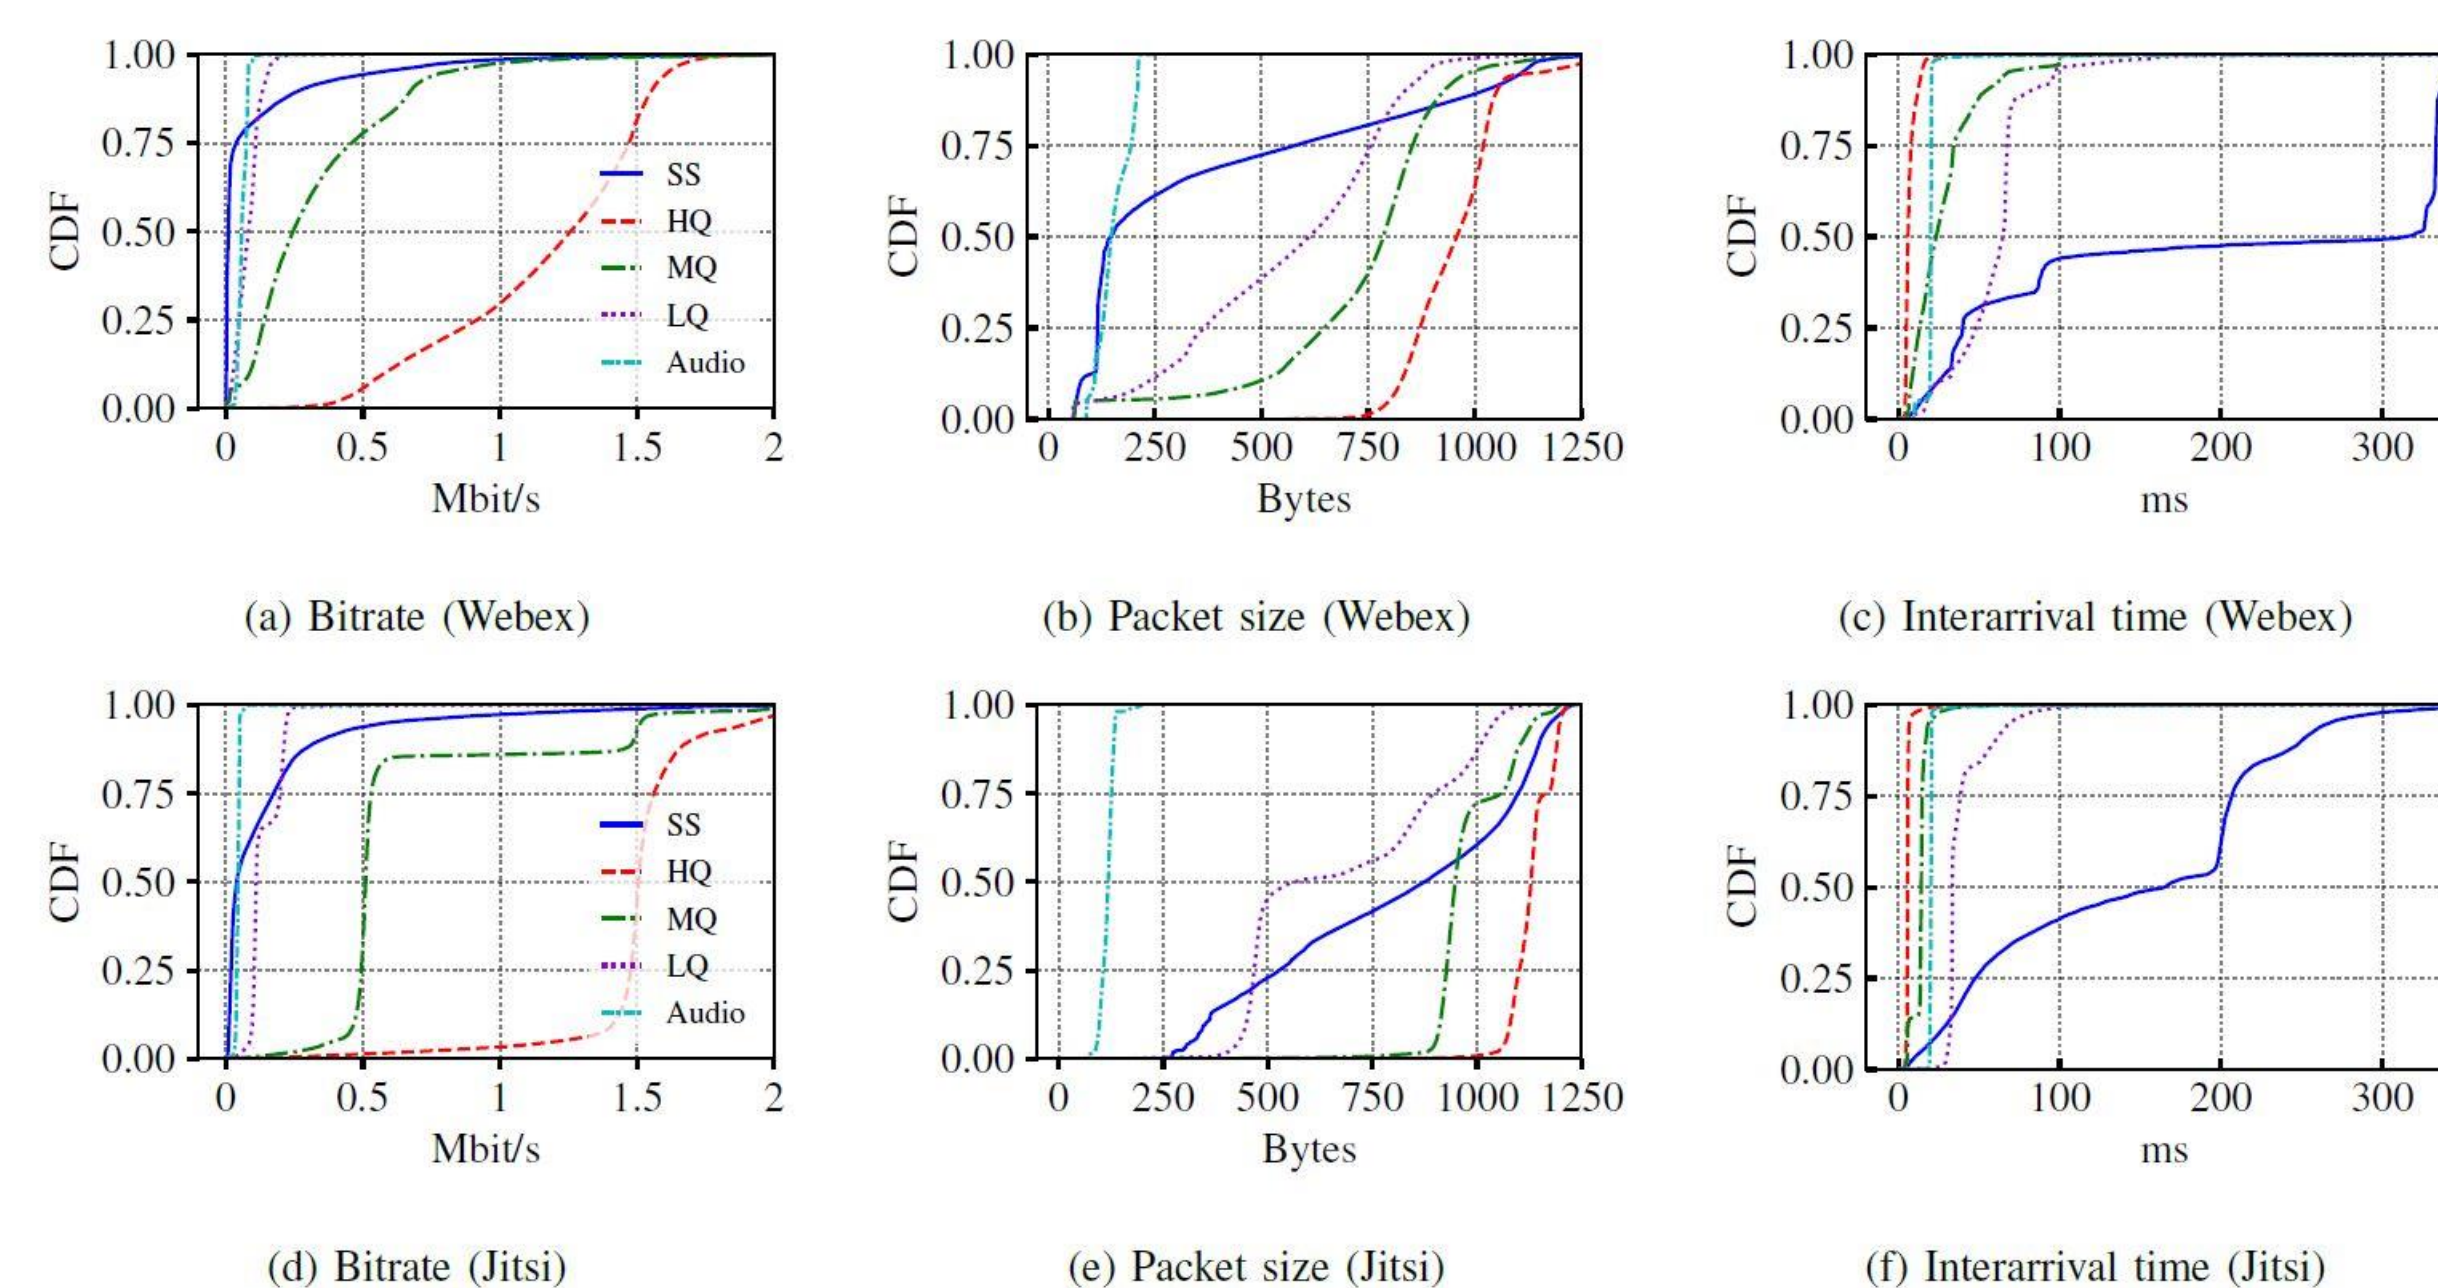 1.00
0.75
0.50
0.25
0.00
CDF
0 0.5 1 1.5 2
Mbit/s
SS
HQ
MQ
LQ
Audio
(a) Bitrate (Webex)
1.00
0.75
0.50
0.25
0.00
CDF
0 250 500 750 1000 1250
Bytes
(b) Packet size (Webex)
1.00
0.75
0.50
0.25
0.00
CDF
0 100 200 300
ms
(c) Interarrival time (Webex)
1.00
0.75
0.50
0.25
0.00
CDF
0 0.5 1 1.5 2
Mbit/s
SS
HQ
MQ
LQ
Audio
(d) Bitrate (Jitsi)
1.00
0.75
0.50
0.25
0.00
CDF
0 250 500 750 1000 1250
Bytes
(e) Packet size (Jitsi)
1.00
0.75
0.50
0.25
0.00
CDF
0 100 200 300
ms
(f) Interarrival time (Jitsi)